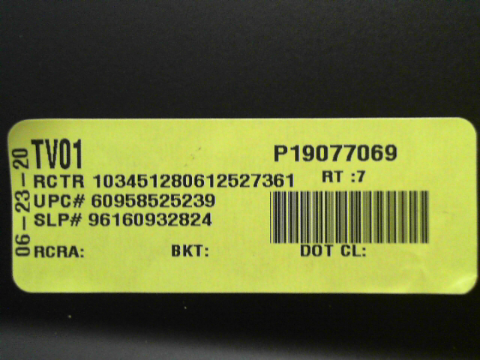 06-23-20
TV01 P19077069
RCTR 103451280612527361 RT :7
UPC# 60958525239
SLP# 96160932824
RCRA: BKT: DOT CL: